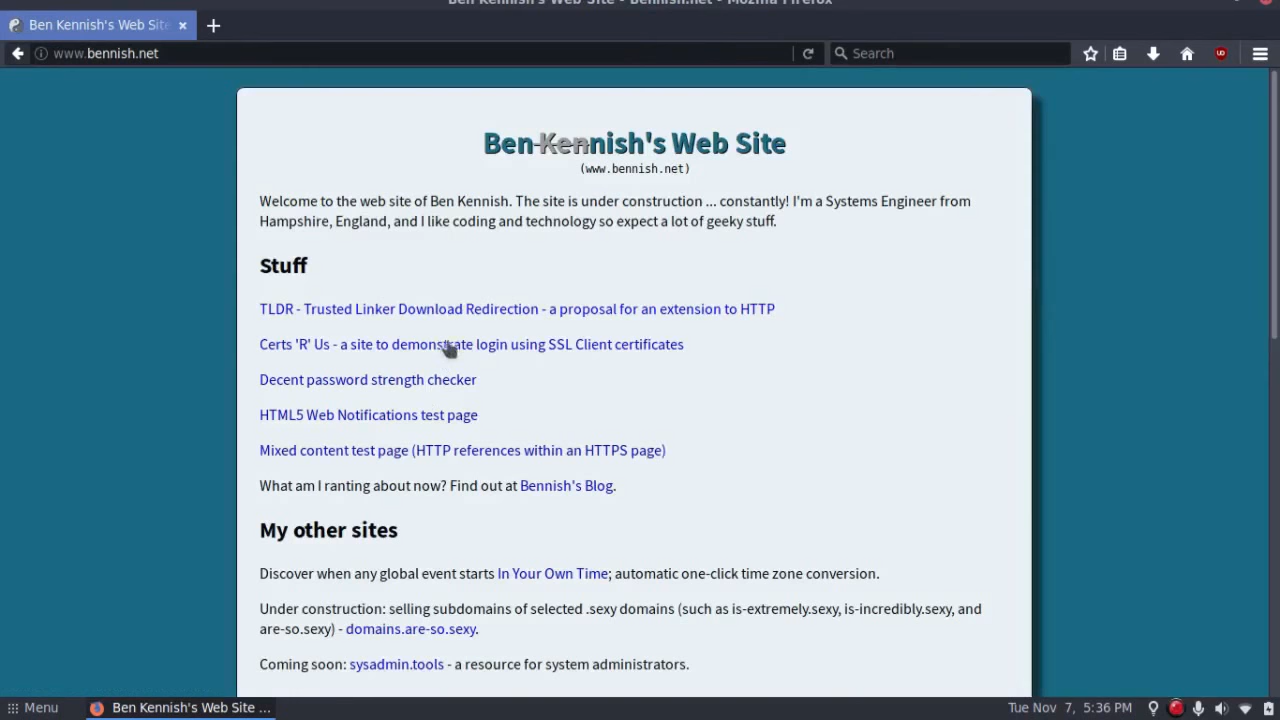 Ben Kennish's Web Site - Bennish.net - Mozilla Firefox
Ben Kennish's Web Site
www.bennish.net
Search
Ben Kennish's Web Site
(www.bennish.net)
Welcome to the web site of Ben Kennish. The site is under construction ... constantly! I'm a Systems Engineer from
Hampshire, England, and I like coding and technology so expect a lot of geeky stuff.
Stuff
TLDR - Trusted Linker Download Redirection - a proposal for an extension to HTTP
Certs 'R' Us - a site to demonstrate login using SSL Client certificates
Decent password strength checker
HTML5 Web Notifications test page
Mixed content test page (HTTP references within an HTTPS page)
What am I ranting about now? Find out at Bennish's Blog.
My other sites
Discover when any global event starts In Your Own Time; automatic one-click time zone conversion.
Under construction: selling subdomains of selected .sexy domains (such as is-extremely.sexy, is-incredibly.sexy, and
are-so.sexy) - domains.are-so.sexy.
Coming soon: sysadmin.tools - a resource for system administrators.
Menu
Ben Kennish's Web Site ...
Tue Nov 7, 5:36 PM